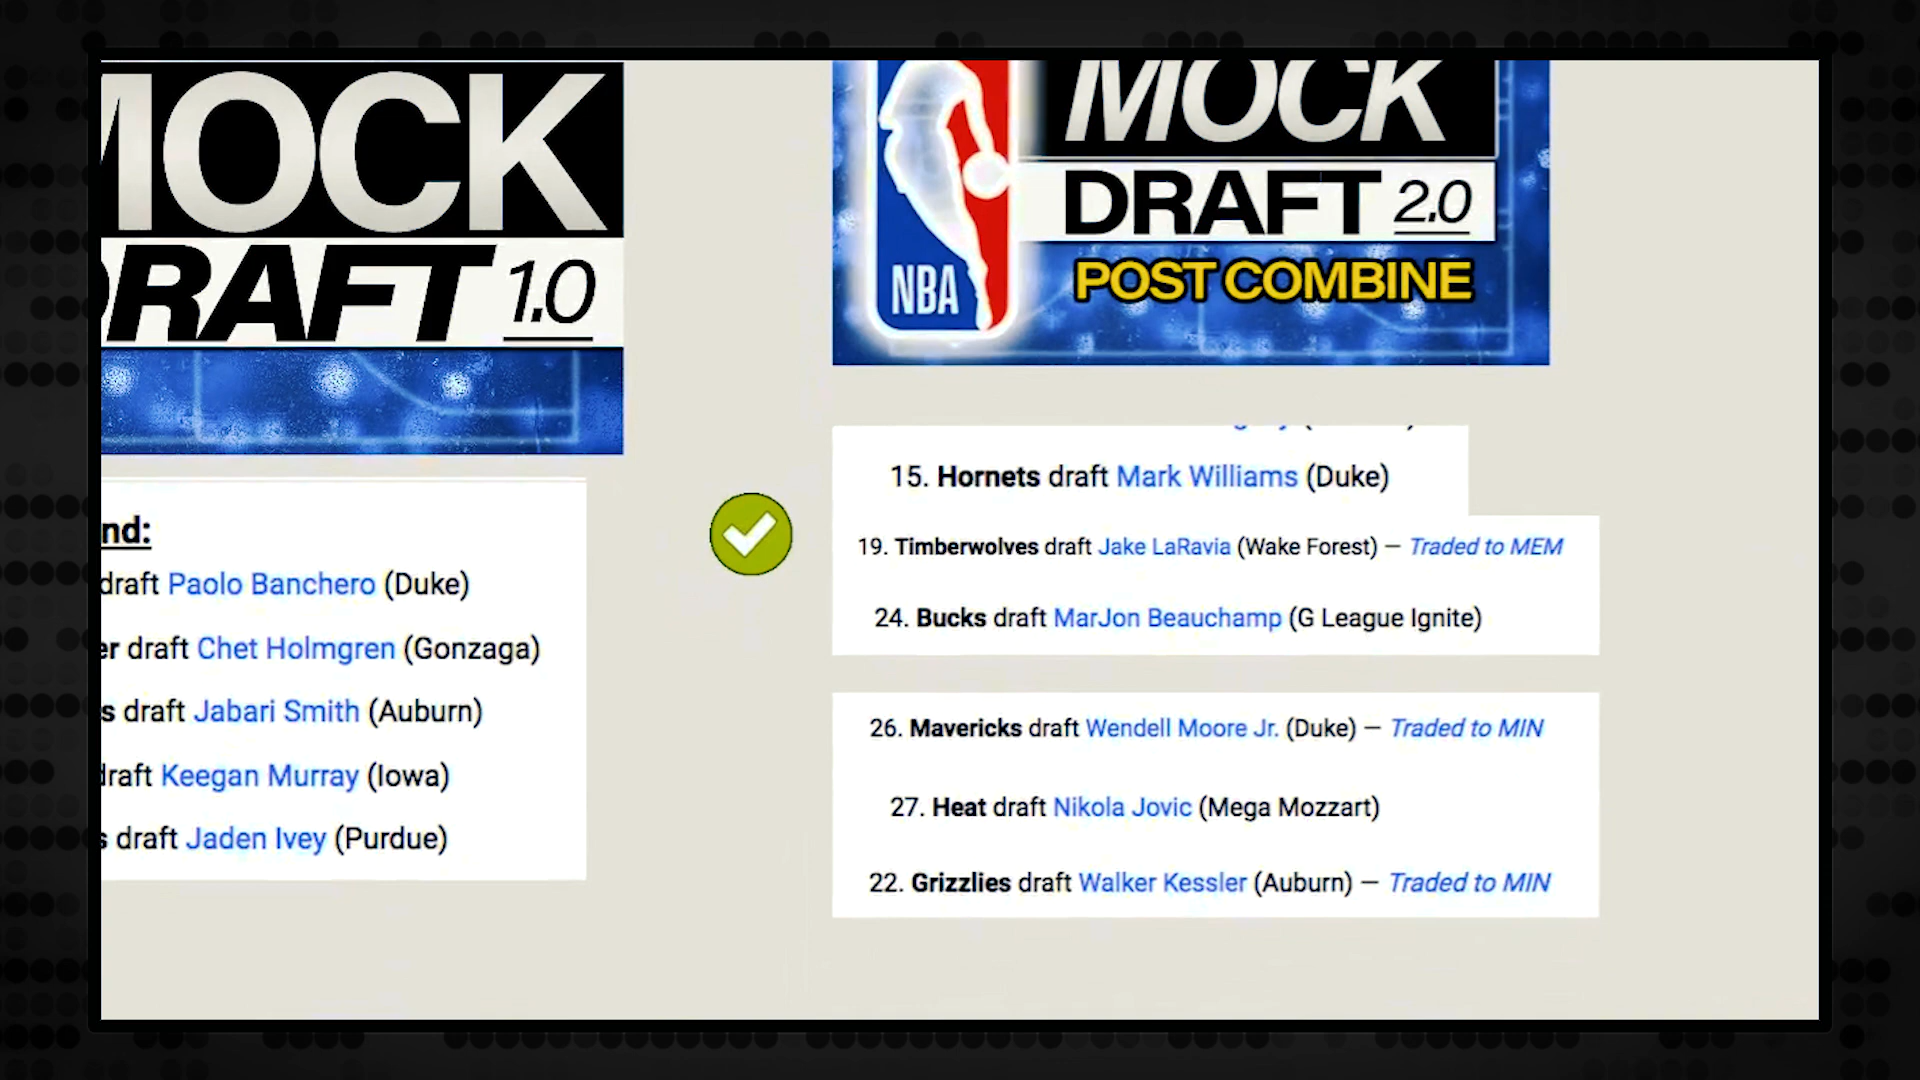 MOCK
DRAFT 1.0
nd:
draft Paolo Banchero (Duke)
er draft Chet Holmgren (Gonzaga)
s draft Jabari Smith (Auburn)
draft Keegan Murray (Iowa)
s draft Jaden Ivey (Purdue)
MOCK
DRAFT 2.0
POST COMBINE
NBA
15. Hornets draft Mark Williams (Duke)
19. Timberwolves draft Jake LaRavia (Wake Forest) — Traded to MEM
24. Bucks draft MarJon Beauchamp (G League Ignite)
26. Mavericks draft Wendell Moore Jr. (Duke) — Traded to MIN
27. Heat draft Nikola Jovic (Mega Mozzart)
22. Grizzlies draft Walker Kessler (Auburn) — Traded to MIN